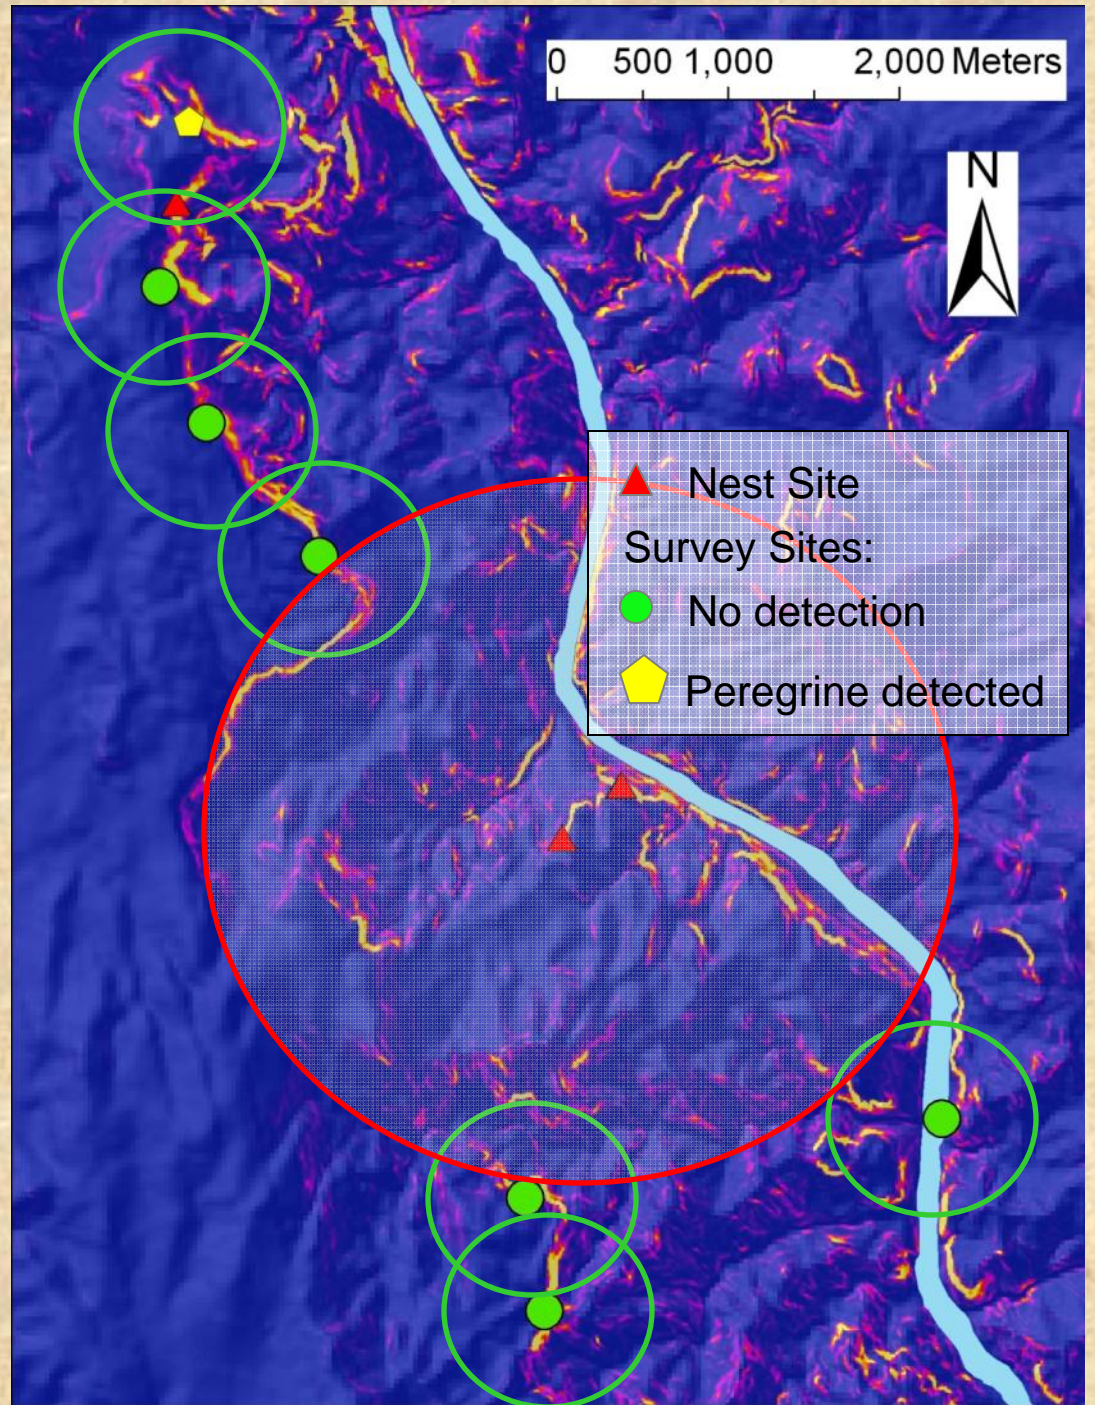 0 500 1,000 2,000 Meters
N
Nest Site
Survey Sites:
No detection
Peregrine detected